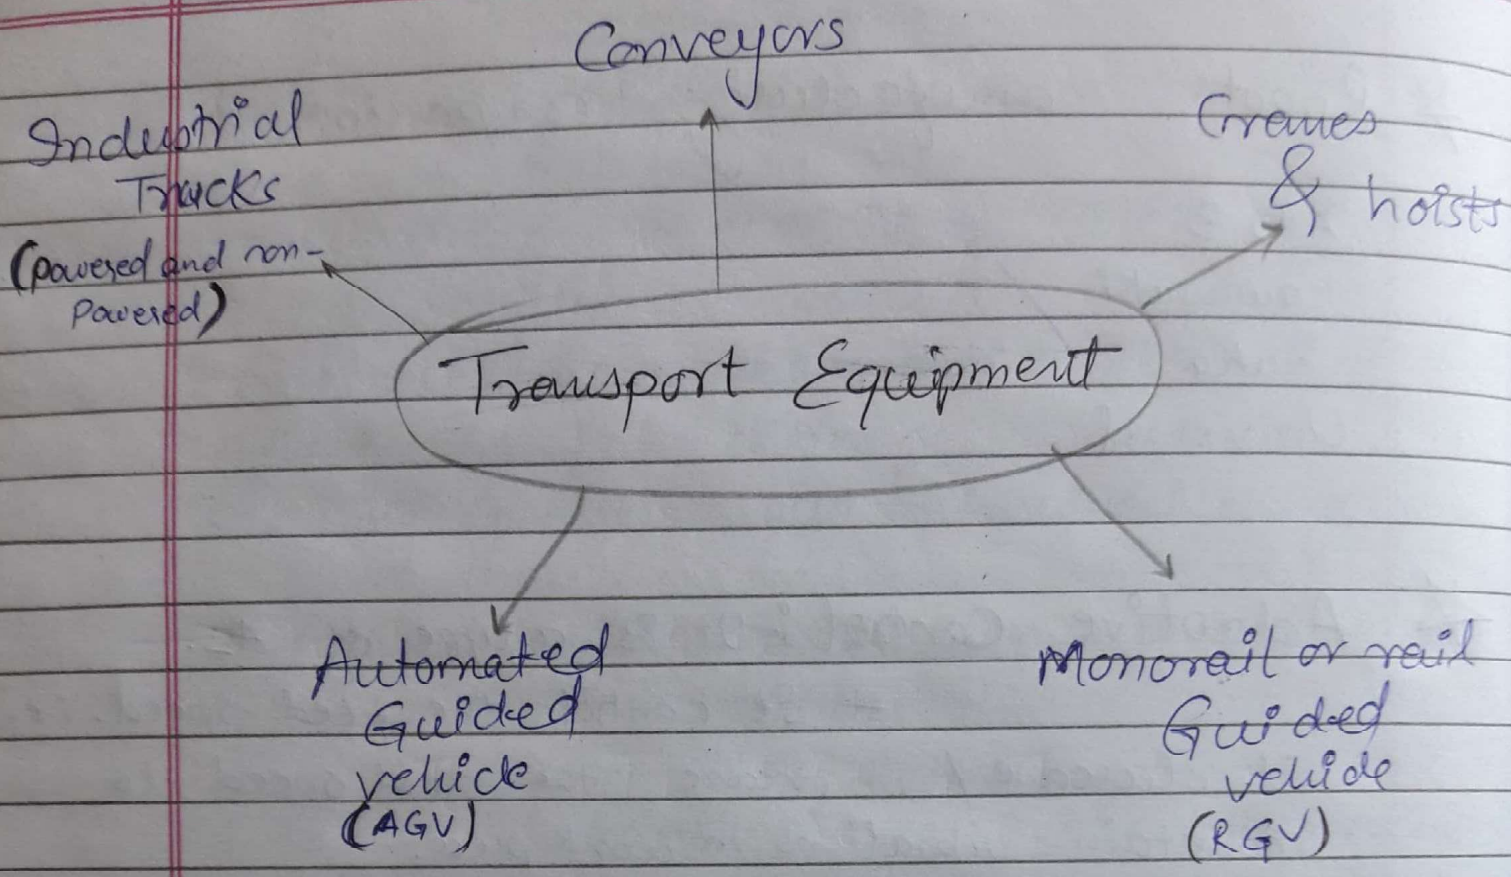 Conveyors
Industrial
Trucks
(powered and non-
powered)
Cranes
& hoists
Transport Equipment
Automated
Guided
vehicle
(AGV)
Monorail or rail
Guided
vehicle
(RGV)